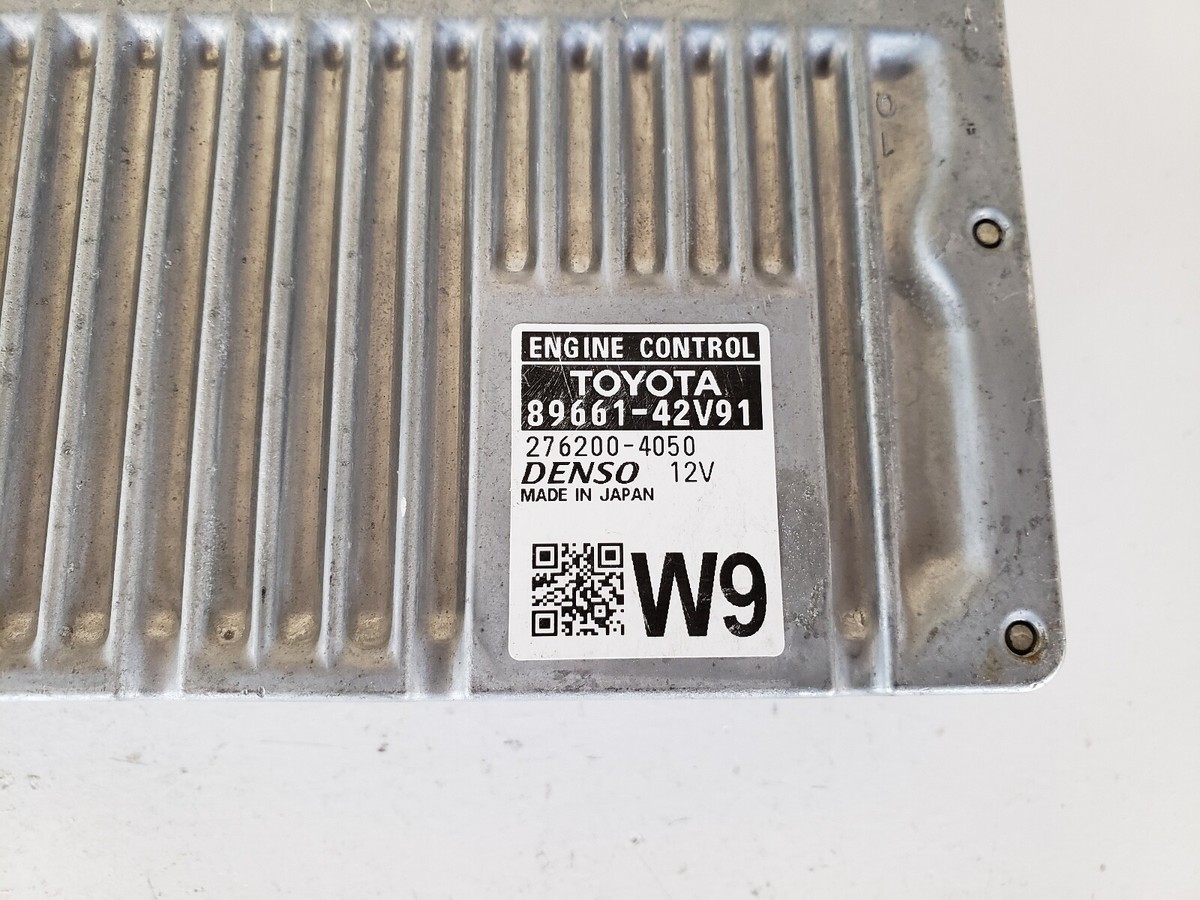 ENGINE CONTROL
TOYOTA
89661-42V91
276200-4050
DENSO 12V
MADE IN JAPAN
W9